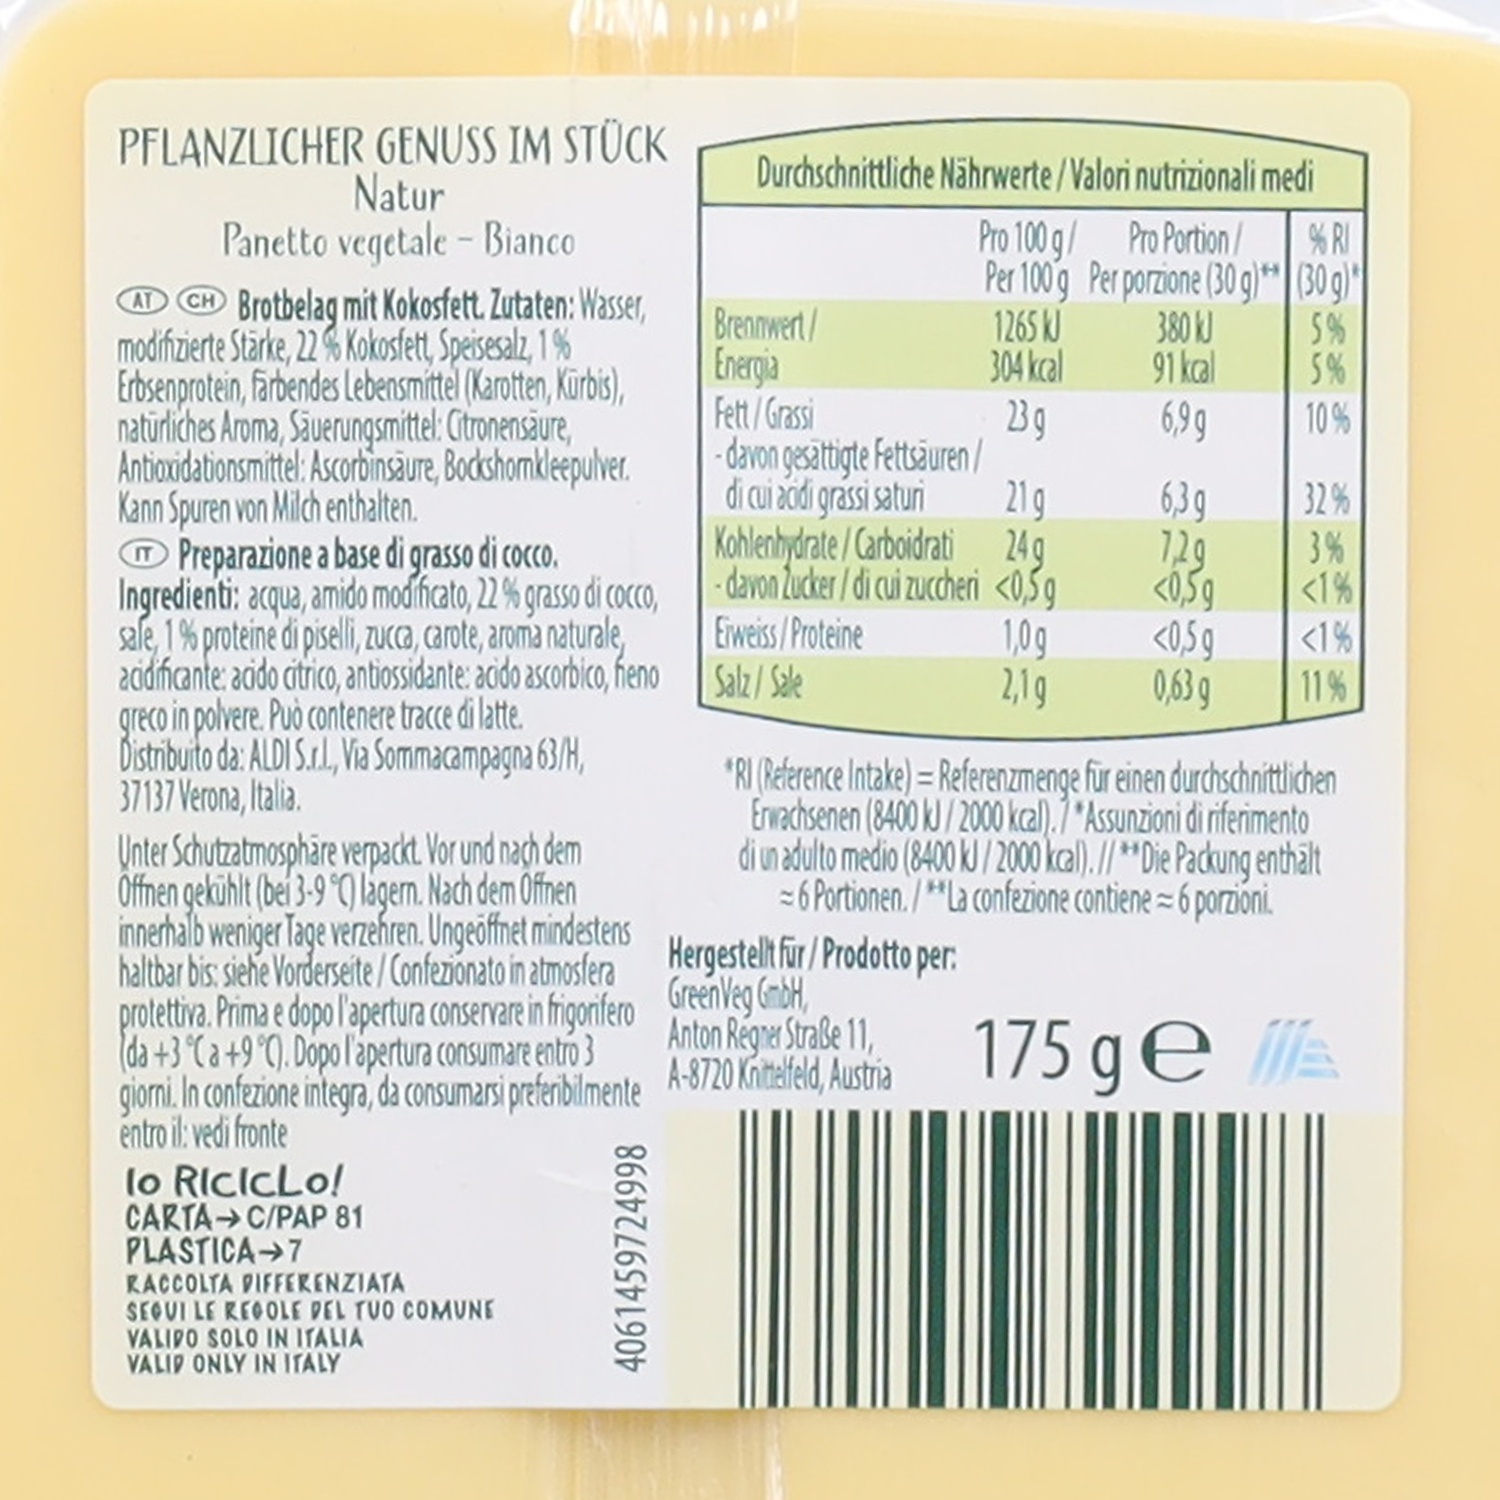 PFLANZLICHER GENUSS IM STÜCK
Natur
Panetto vegetale – Bianco
AT CH Brotbelag mit Kokosfett. Zutaten: Wasser,
modifizierte Stärke, 22 % Kokosfett, Speisesalz, 1 %
Erbsenprotein, färbendes Lebensmittel (Karotten, Kürbis),
natürliches Aroma, Säuerungsmittel: Citronensäure,
Antioxidationsmittel: Ascorbinsäure, Bockshornkleepulver.
Kann Spuren von Milch enthalten.
IT Preparazione a base di grasso di cocco.
Ingredienti: acqua, amido modificato, 22 % grasso di cocco,
sale, 1 % proteine di piselli, zucca, carote, aroma naturale,
acidificante: acido citrico, antiossidante: acido ascorbico, fieno
greco in polvere. Può contenere tracce di latte.
Distribuito da: ALDI S.r.l., Via Sommacampagna 63/H,
37137 Verona, Italia.
Unter Schutzatmosphäre verpackt. Vor und nach dem
Öffnen gekühlt (bei 3-9 °C) lagern. Nach dem Öffnen
innerhalb weniger Tage verzehren. Ungeöffnet mindestens
haltbar bis: siehe Vorderseite / Confezionato in atmosfera
protettiva. Prima e dopo l'apertura conservare in frigorifero
(da +3 °C a +9 °C). Dopo l'apertura consumare entro 3
giorni. In confezione integra, da consumarsi preferibilmente
entro il: vedi fronte
Io RICICLO!
CARTA→ C/PAP 81
PLASTICA→7
RACCOLTA DIFFERENZIATA
SEGUI LE REGOLE DEL TUO COMUNE
VALIDO SOLO IN ITALIA
VALID ONLY IN ITALY
4061459724998
Durchschnittliche Nährwerte / Valori nutrizionali medi
Pro 100 g / Pro Portion / % RI
Per 100 g Per porzione (30 g)** (30 g)*
Brennwert / 1265 kJ 380 kJ 5 %
Energia 304 kcal 91 kcal 5 %
Fett / Grassi 23 g 6,9 g 10 %
- davon gesättigte Fettsäuren /
di cui acidi grassi saturi 21 g 6,3 g 32 %
Kohlenhydrate / Carboidrati 24 g 7,2 g 3 %
- davon Zucker / di cui zuccheri <0,5 g <0,5 g <1 %
Eiweiss / Proteine 1,0 g <0,5 g <1 %
Salz / Sale 2,1 g 0,63 g 11 %
*RI (Reference Intake) = Referenzmenge für einen durchschnittlichen
Erwachsenen (8400 kJ / 2000 kcal). / *Assunzioni di riferimento
di un adulto medio (8400 kJ / 2000 kcal). // **Die Packung enthält
≈ 6 Portionen. / **La confezione contiene ≈ 6 porzioni.
Hergestellt für / Prodotto per:
GreenVeg GmbH,
Anton Regner Straße 11,
A-8720 Knittelfeld, Austria
175 g ℮